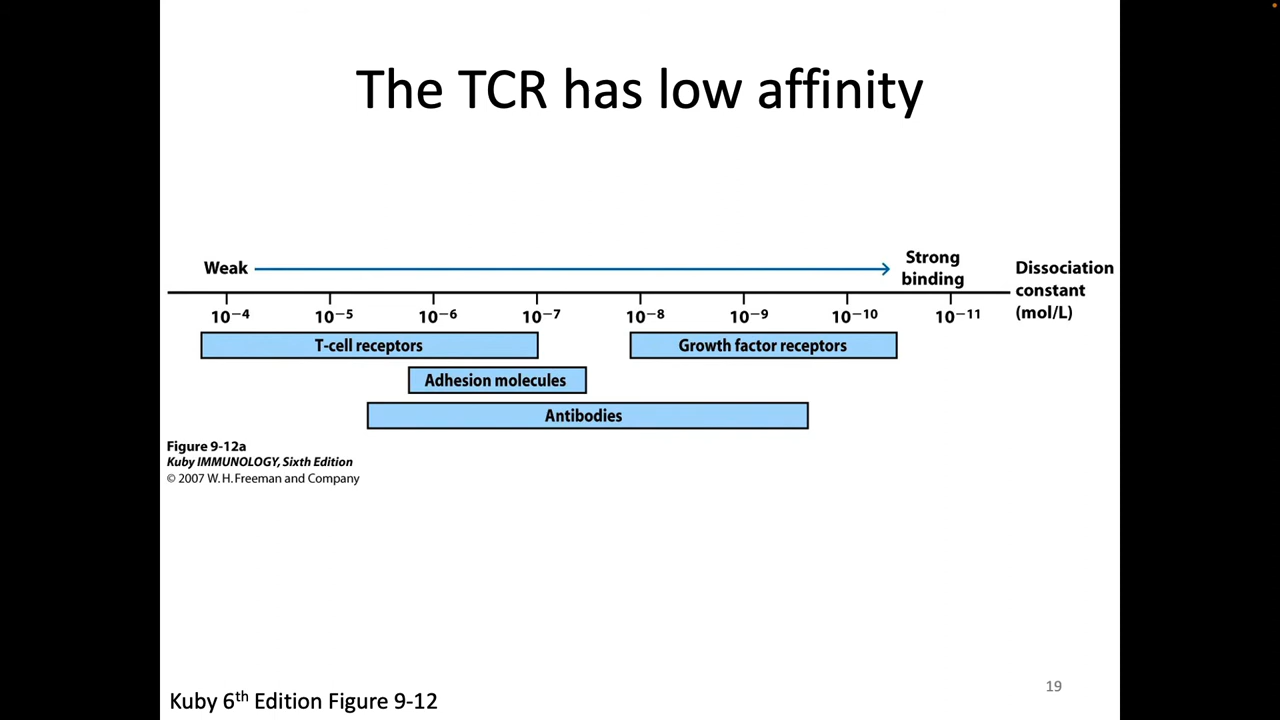 The TCR has low affinity
Weak
Strong
binding
Dissociation
constant
(mol/L)
10⁻⁴ 10⁻⁵ 10⁻⁶ 10⁻⁷ 10⁻⁸ 10⁻⁹ 10⁻¹⁰ 10⁻¹¹
T-cell receptors
Growth factor receptors
Adhesion molecules
Antibodies
Figure 9-12a
Kuby IMMUNOLOGY, Sixth Edition
© 2007 W. H. Freeman and Company
19
Kuby 6th Edition Figure 9-12